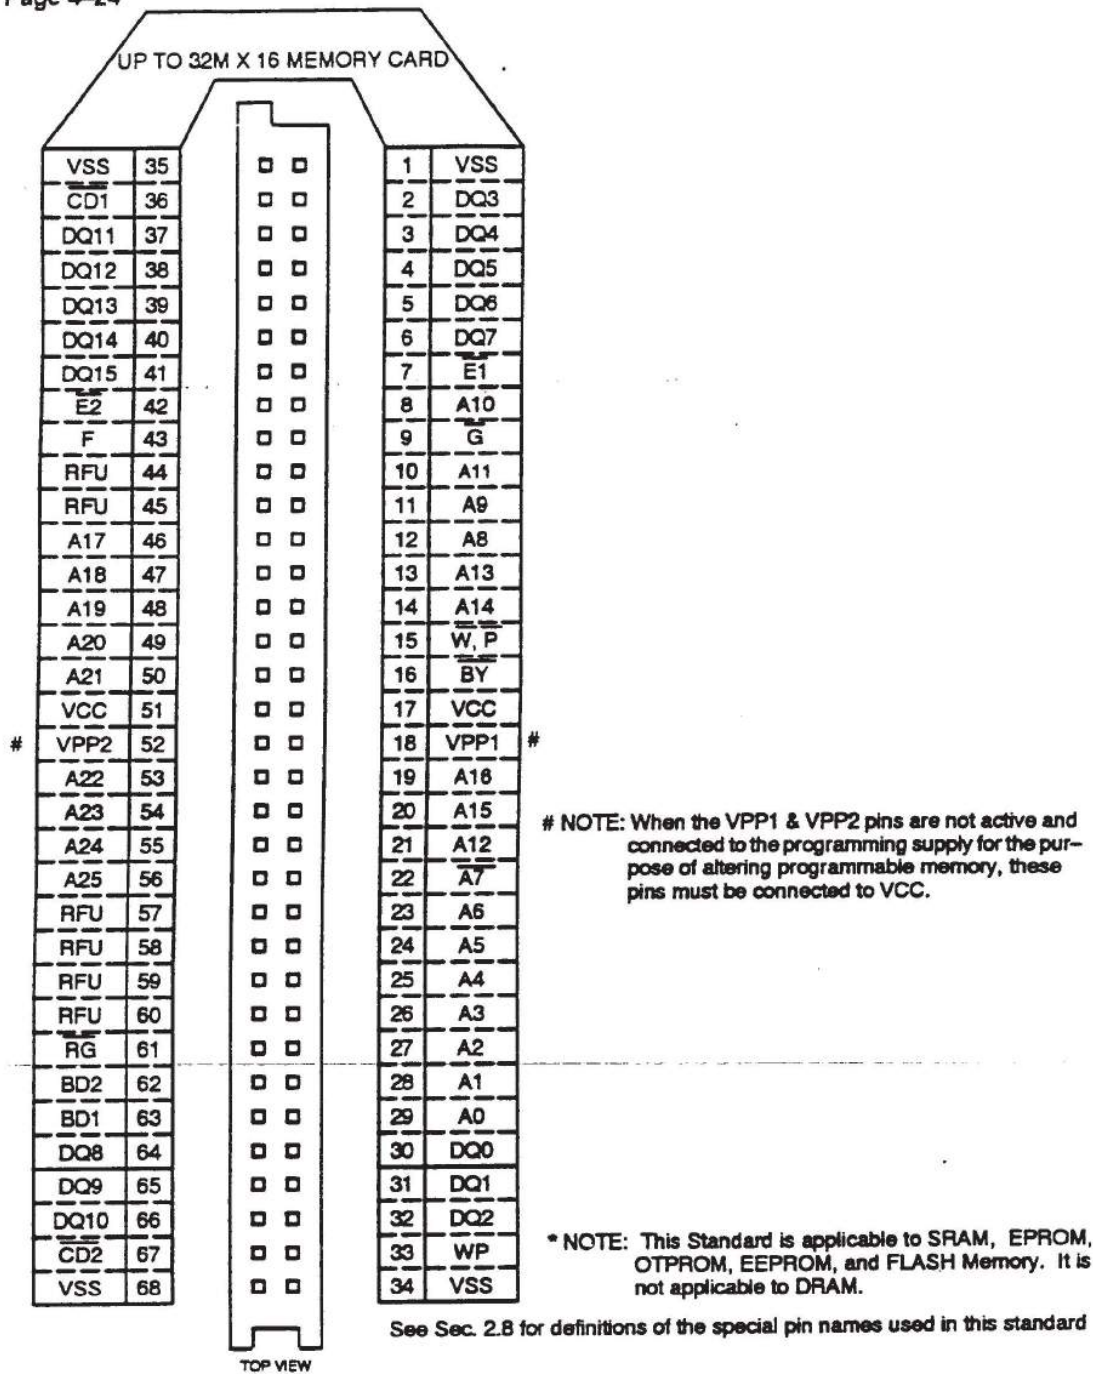 Page 4-24
UP TO 32M X 16 MEMORY CARD
VSS 35 1 VSS
CD1 36 2 DQ3
DQ11 37 3 DQ4
DQ12 38 4 DQ5
DQ13 39 5 DQ6
DQ14 40 6 DQ7
DQ15 41 7 E1
E2 42 8 A10
F 43 9 G
RFU 44 10 A11
RFU 45 11 A9
A17 46 12 A8
A18 47 13 A13
A19 48 14 A14
A20 49 15 W, P
A21 50 16 BY
VCC 51 17 VCC
# VPP2 52 18 VPP1 #
A22 53 19 A16
A23 54 20 A15
A24 55 21 A12
A25 56 22 A7
RFU 57 23 A6
RFU 58 24 A5
RFU 59 25 A4
RFU 60 26 A3
RG 61 27 A2
BD2 62 28 A1
BD1 63 29 A0
DQ8 64 30 DQ0
DQ9 65 31 DQ1
DQ10 66 32 DQ2
CD2 67 33 WP
VSS 68 34 VSS
TOP VIEW
# NOTE: When the VPP1 & VPP2 pins are not active and
connected to the programming supply for the pur-
pose of altering programmable memory, these
pins must be connected to VCC.
* NOTE: This Standard is applicable to SRAM, EPROM,
OTPROM, EEPROM, and FLASH Memory. It is
not applicable to DRAM.
See Sec. 2.8 for definitions of the special pin names used in this standard